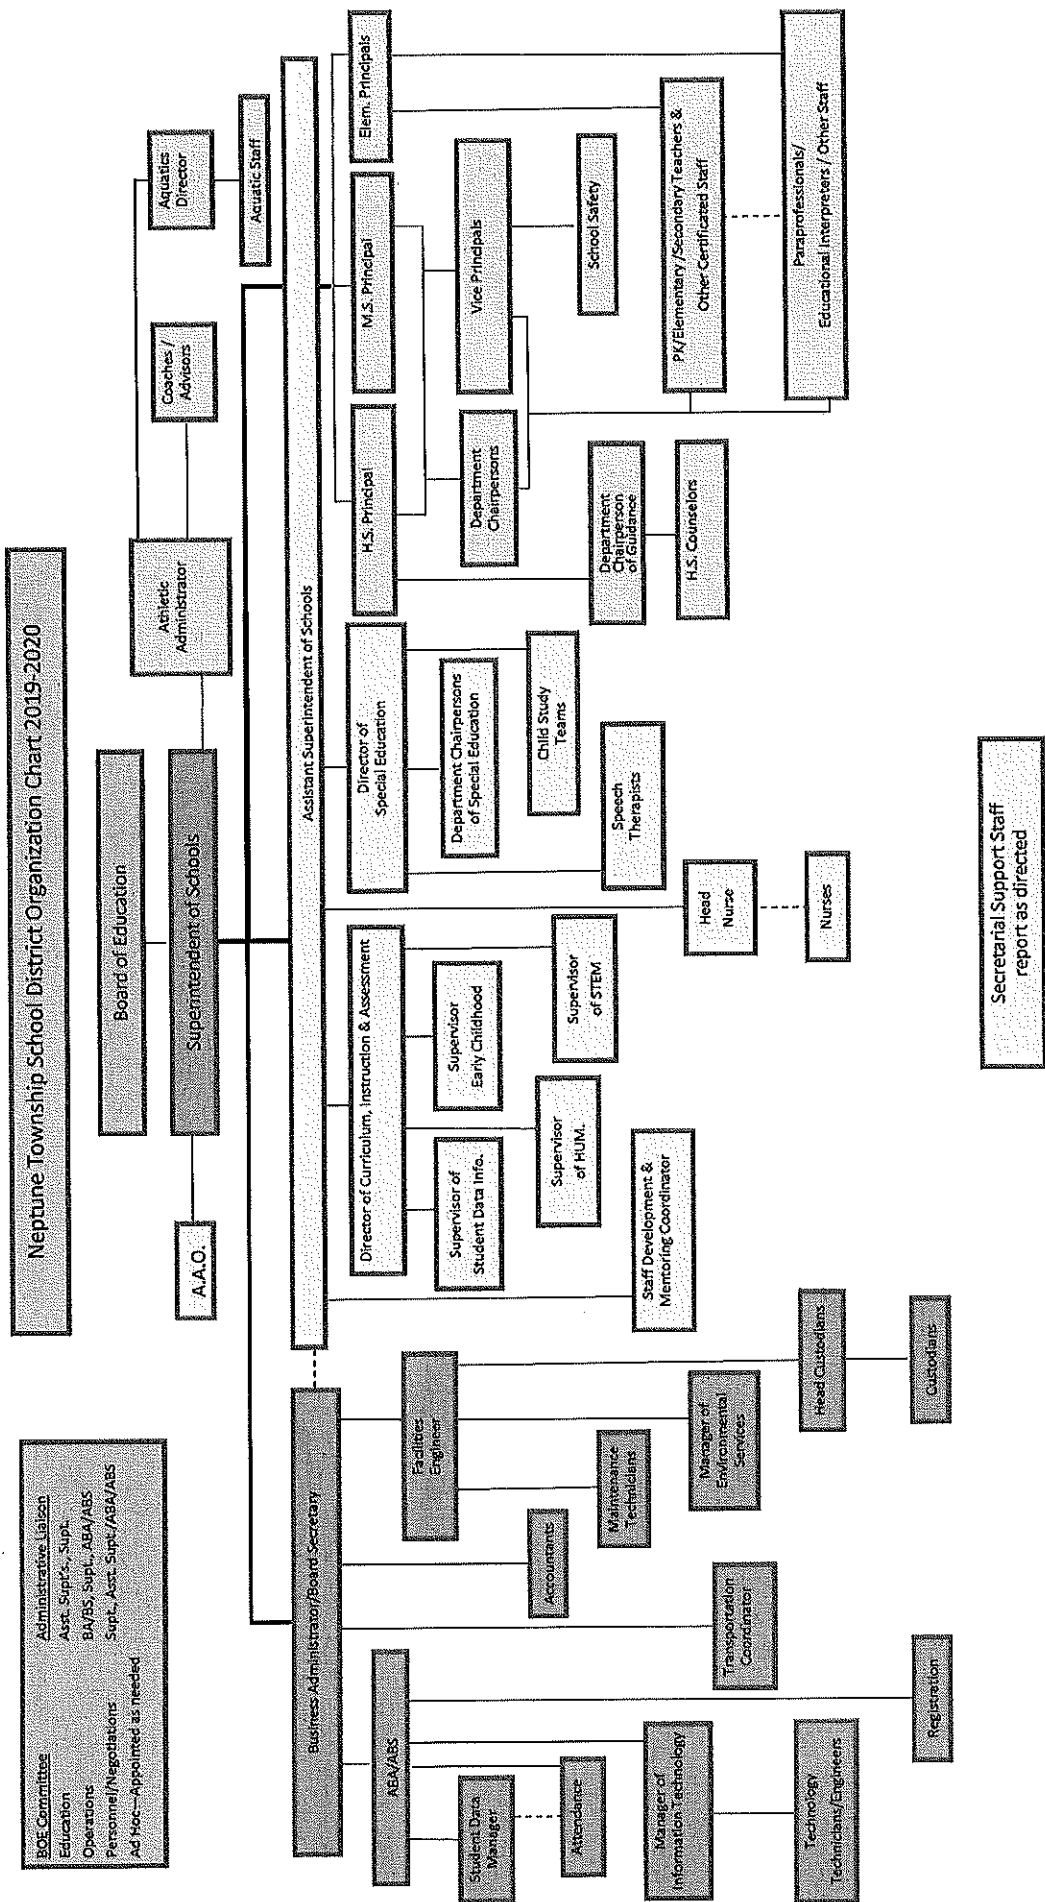 Neptune Township School District Organization Chart 2019-2020
BOE Committee Administrative Liaison
Education Asst. Supt's., Supt.
Operations BA/BS, Supt., ABA/ABS
Personnel/Negotiations Supt., Asst. Supt./ABA/ABS
Ad Hoc—Appointed as needed
Board of Education
A.A.O.
Superintendent of Schools
Athletic
Administrator
Coaches /
Advisors
Aquatics
Director
Aquatic Staff
Business Administrator/Board Secretary
Assistant Superintendent of Schools
ABA/ABS
Student Data
Manager
Attendance
Manager of
Information Technology
Technology
Technicians/Engineers
Registration
Transportation
Coordinator
Accountants
Facilities
Engineer
Maintenance
Technicians
Manager of
Environmental
Services
Head Custodians
Custodians
Director of Curriculum, Instruction & Assessment
Supervisor of
Student Data Info.
Supervisor
Early Childhood
Supervisor
of HUM.
Supervisor
of STEM
Staff Development &
Mentoring Coordinator
Head
Nurse
Nurses
Director of
Special Education
Department Chairpersons
of Special Education
Child Study
Teams
Speech
Therapists
H.S. Principal
M.S. Principal
Elem. Principals
Department
Chairpersons
Vice Principals
School Safety
Department
Chairperson
of Guidance
H.S. Counselors
PK/Elementary/Secondary Teachers &
Other Certificated Staff
Paraprofessionals/
Educational Interpreters / Other Staff
Secretarial Support Staff
report as directed